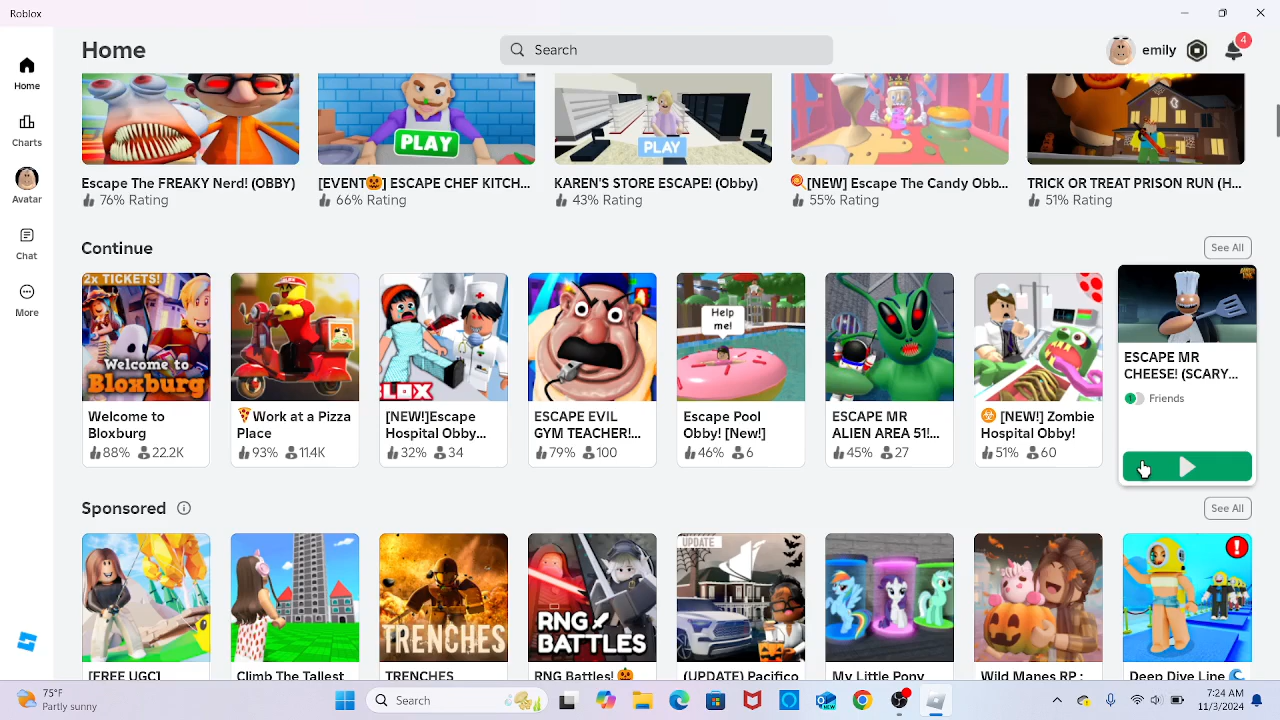 Roblox
Home
Search
emily
4
Home
Charts
Avatar
Chat
More
PLAY
PLAY
Escape The FREAKY Nerd! (OBBY)
76% Rating
[EVENT🎃] ESCAPE CHEF KITCH...
66% Rating
KAREN'S STORE ESCAPE! (Obby)
43% Rating
🍭[NEW] Escape The Candy Obb...
55% Rating
TRICK OR TREAT PRISON RUN (H...
51% Rating
Continue
See All
2x TICKETS!
Welcome to
Bloxburg
Welcome to
Bloxburg
88% 22.2K
🍕Work at a Pizza
Place
93% 11.4K
LOX
[NEW!]Escape
Hospital Obby...
32% 34
ESCAPE EVIL
GYM TEACHER!...
79% 100
Help
me!
Escape Pool
Obby! [New!]
46% 6
ESCAPE MR
ALIEN AREA 51!...
45% 27
☣️ [NEW!] Zombie
Hospital Obby!
51% 60
ESCAPE MR
CHEESE! (SCARY...
1 Friends
Sponsored
See All
[FREE UGC]
Climb The Tallest
TRENCHES
TRENCHES
RNG
BATTLES
RNG Battles! 🎃
UPDATE
(UPDATE) Pacifico
My Little Pony
Wild Manes RP :
!
Deep Dive Line 🌊
75°F
Partly sunny
Search
7:24 AM
11/3/2024